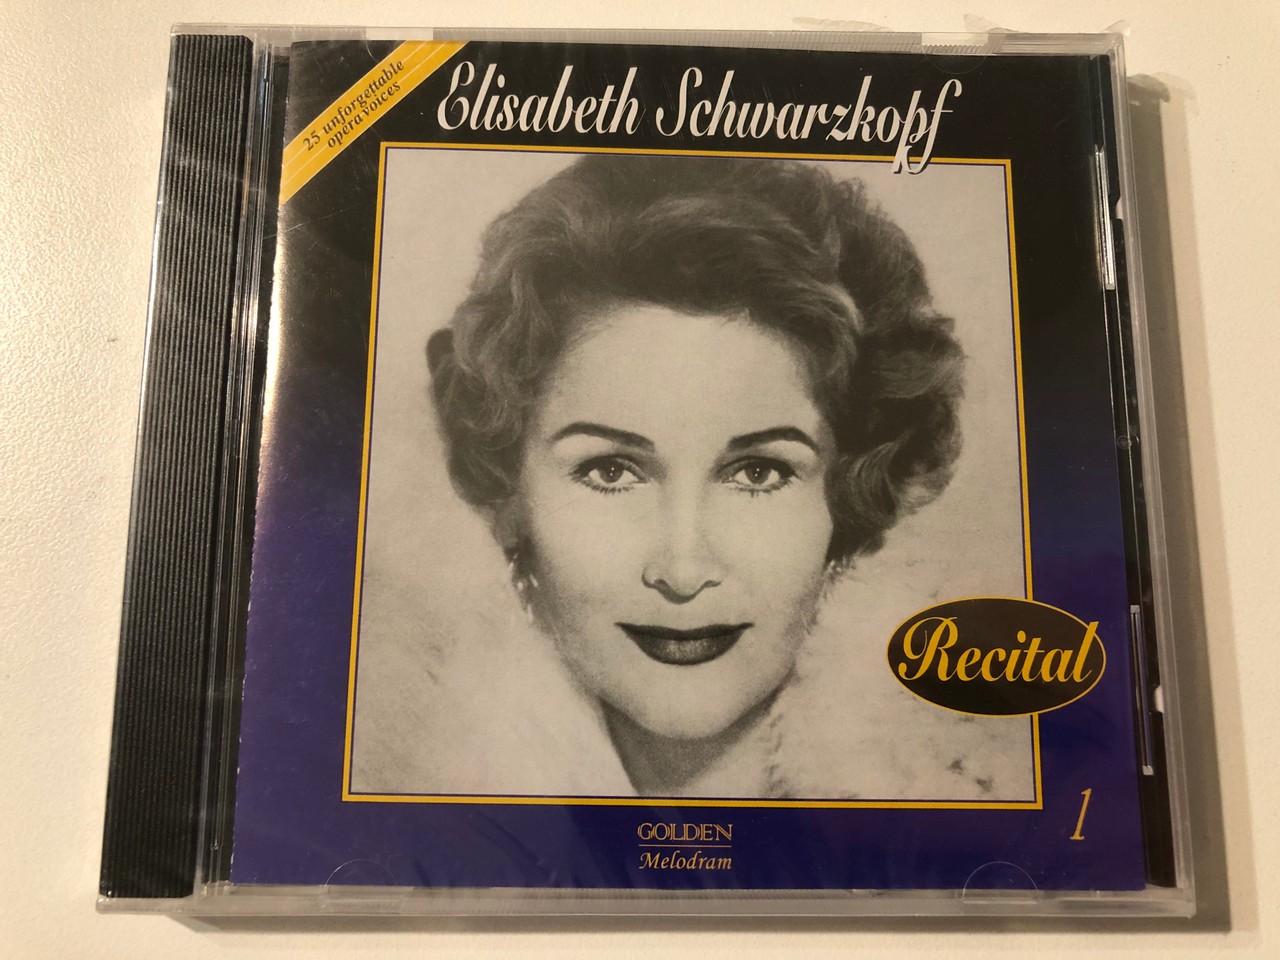 25 unforgettable
opera voices
Elisabeth Schwarzkopf
Recital
1
GOLDEN
Melodram